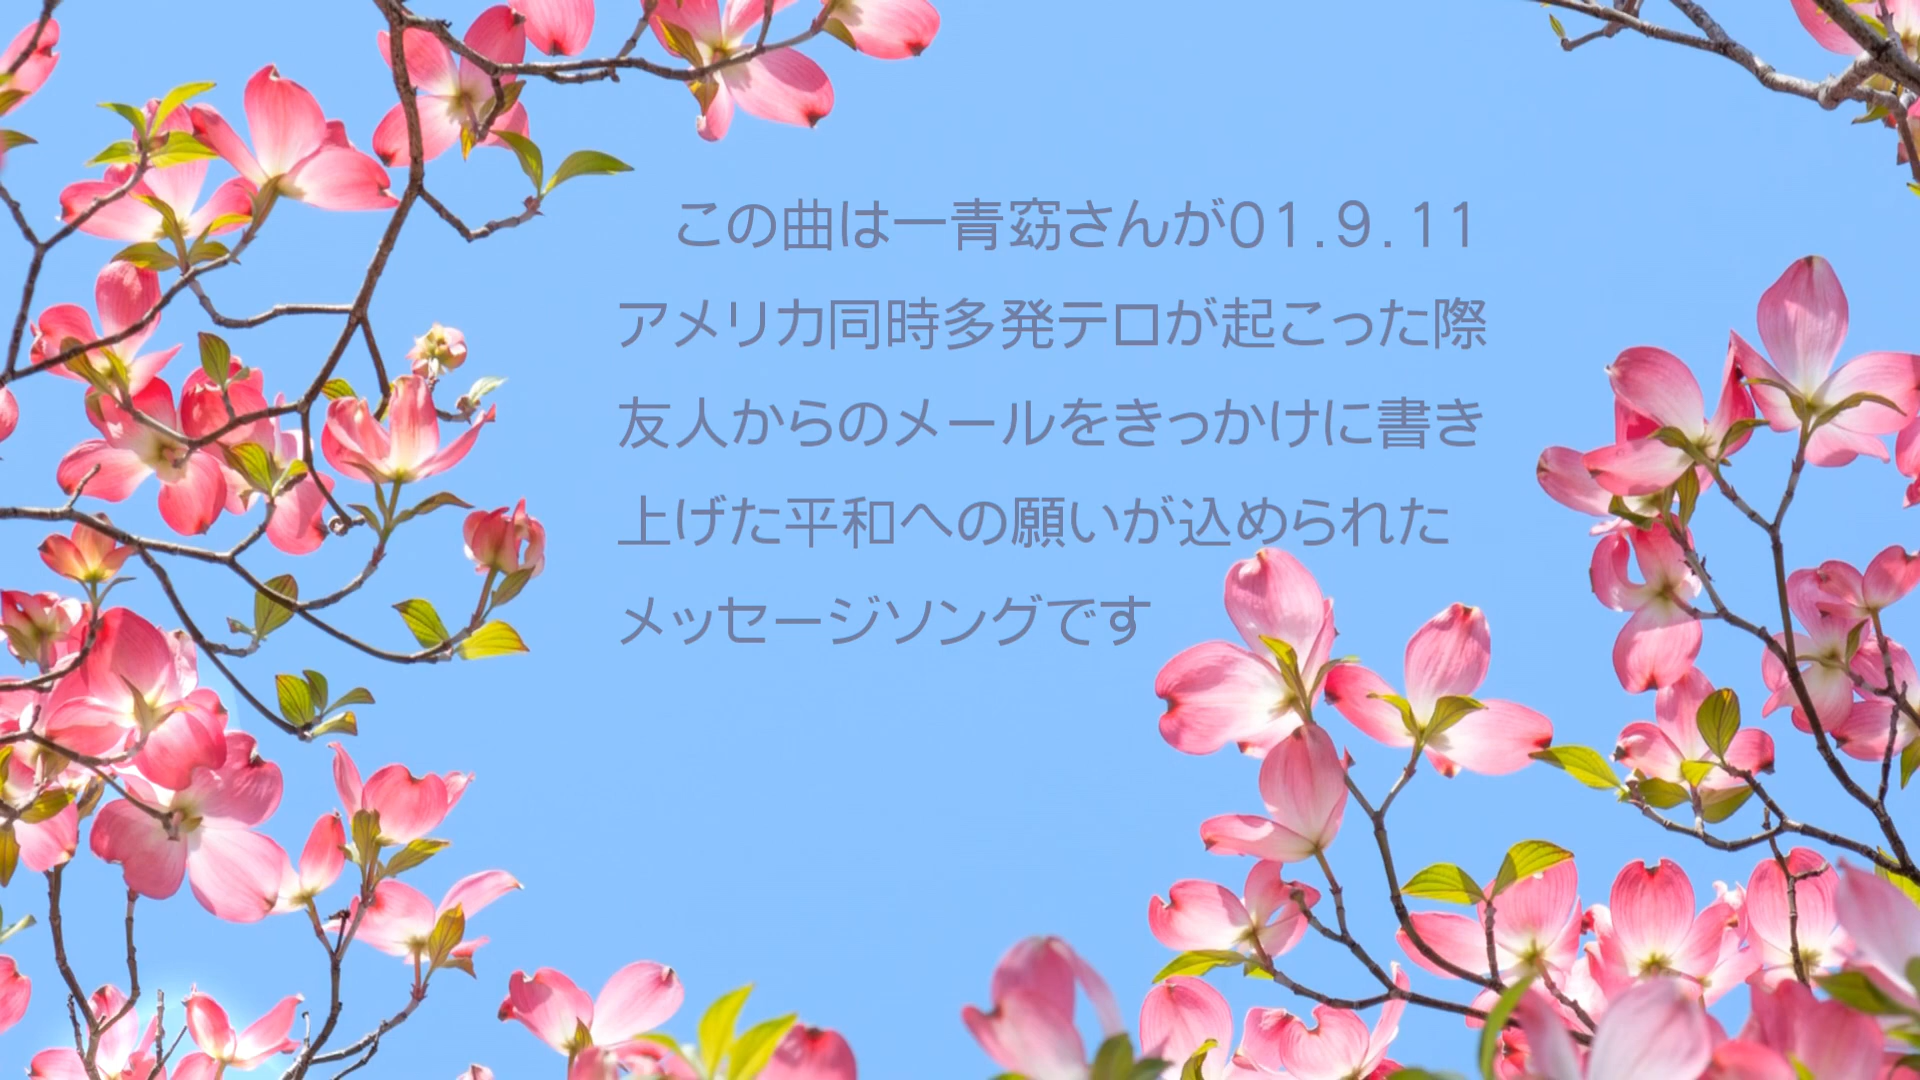 この曲は一青窈さんが01.9.11
アメリカ同時多発テロが起こった際
友人からのメールをきっかけに書き
上げた平和への願いが込められた
メッセージソングです